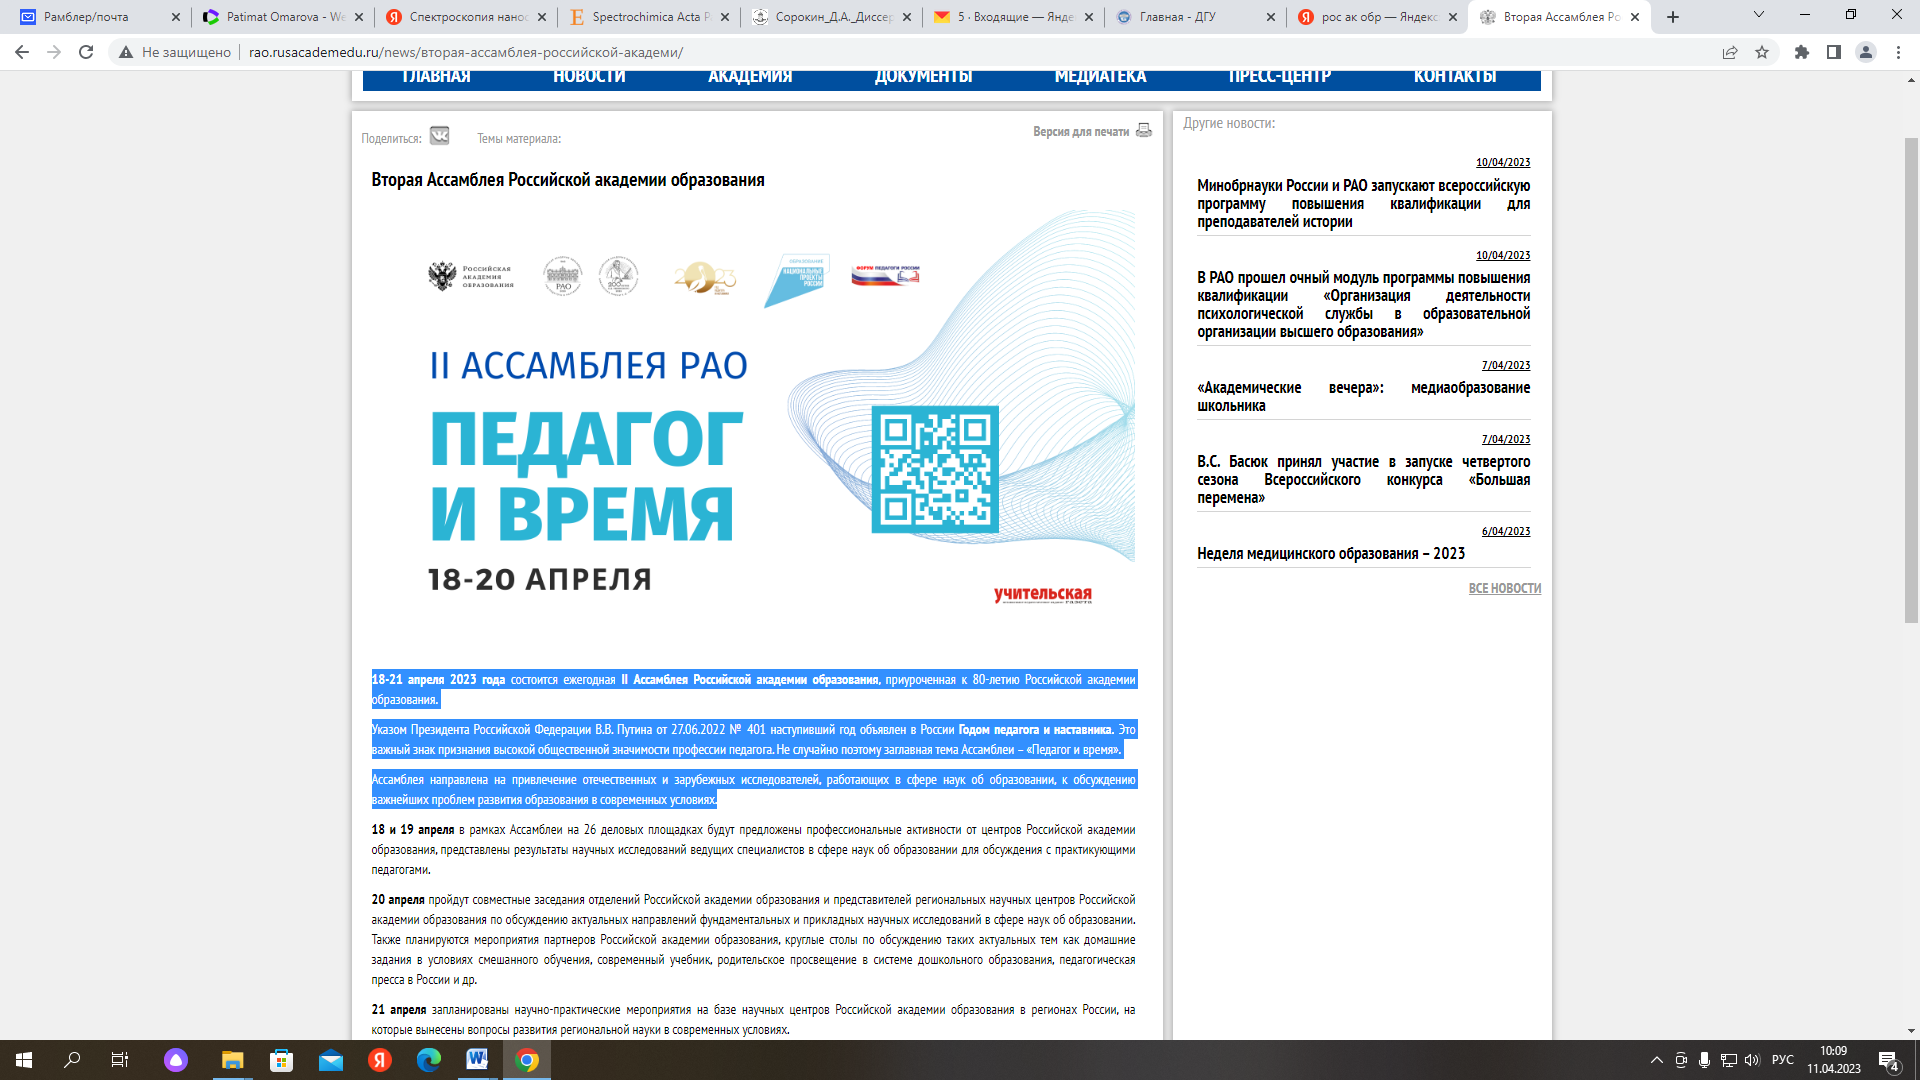 Рамблер/почта
Patimat Omarova - We
Спектроскопия нанос
Spectrochimica Acta P
Сорокин_Д.А._Диссер
5 · Входящие — Янде
Главная - ДГУ
рос ак обр — Яндекс
Вторая Ассамблея Ро
Не защищено
rao.rusacademedu.ru/news/вторая-ассамблея-российской-академи/
ГЛАВНАЯ НОВОСТИ АКАДЕМИЯ ДОКУМЕНТЫ МЕДИАТЕКА ПРЕСС-ЦЕНТР КОНТАКТЫ
Поделиться:
Темы материала:
Версия для печати
Вторая Ассамблея Российской академии образования
РОССИЙСКАЯ
АКАДЕМИЯ
ОБРАЗОВАНИЯ
РАО
200
2023
ОБРАЗОВАНИЕ
НАЦИОНАЛЬНЫЕ
ПРОЕКТЫ
РОССИИ
ФОРУМ ПЕДАГОГИ РОССИИ
II АССАМБЛЕЯ РАО
ПЕДАГОГ
И ВРЕМЯ
18-20 АПРЕЛЯ
учительская
газета
18-21 апреля 2023 года состоится ежегодная II Ассамблея Российской академии образования, приуроченная к 80-летию Российской академии
образования.
Указом Президента Российской Федерации В.В. Путина от 27.06.2022 № 401 наступивший год объявлен в России Годом педагога и наставника. Это
важный знак признания высокой общественной значимости профессии педагога. Не случайно поэтому заглавная тема Ассамблеи – «Педагог и время».
Ассамблея направлена на привлечение отечественных и зарубежных исследователей, работающих в сфере наук об образовании, к обсуждению
важнейших проблем развития образования в современных условиях.
18 и 19 апреля в рамках Ассамблеи на 26 деловых площадках будут предложены профессиональные активности от центров Российской академии
образования, представлены результаты научных исследований ведущих специалистов в сфере наук об образовании для обсуждения с практикующими
педагогами.
20 апреля пройдут совместные заседания отделений Российской академии образования и представителей региональных научных центров Российской
академии образования по обсуждению актуальных направлений фундаментальных и прикладных научных исследований в сфере наук об образовании.
Также планируются мероприятия партнеров Российской академии образования, круглые столы по обсуждению таких актуальных тем как домашние
задания в условиях смешанного обучения, современный учебник, родительское просвещение в системе дошкольного образования, педагогическая
пресса в России и др.
21 апреля запланированы научно-практические мероприятия на базе научных центров Российской академии образования в регионах России, на
которые вынесены вопросы развития региональной науки в современных условиях.
Другие новости:
10/04/2023
Минобрнауки России и РАО запускают всероссийскую
программу повышения квалификации для
преподавателей истории
10/04/2023
В РАО прошел очный модуль программы повышения
квалификации «Организация деятельности
психологической службы в образовательной
организации высшего образования»
7/04/2023
«Академические вечера»: медиаобразование
школьника
7/04/2023
В.С. Басюк принял участие в запуске четвертого
сезона Всероссийского конкурса «Большая
перемена»
6/04/2023
Неделя медицинского образования – 2023
ВСЕ НОВОСТИ
РУС
10:09
11.04.2023
4